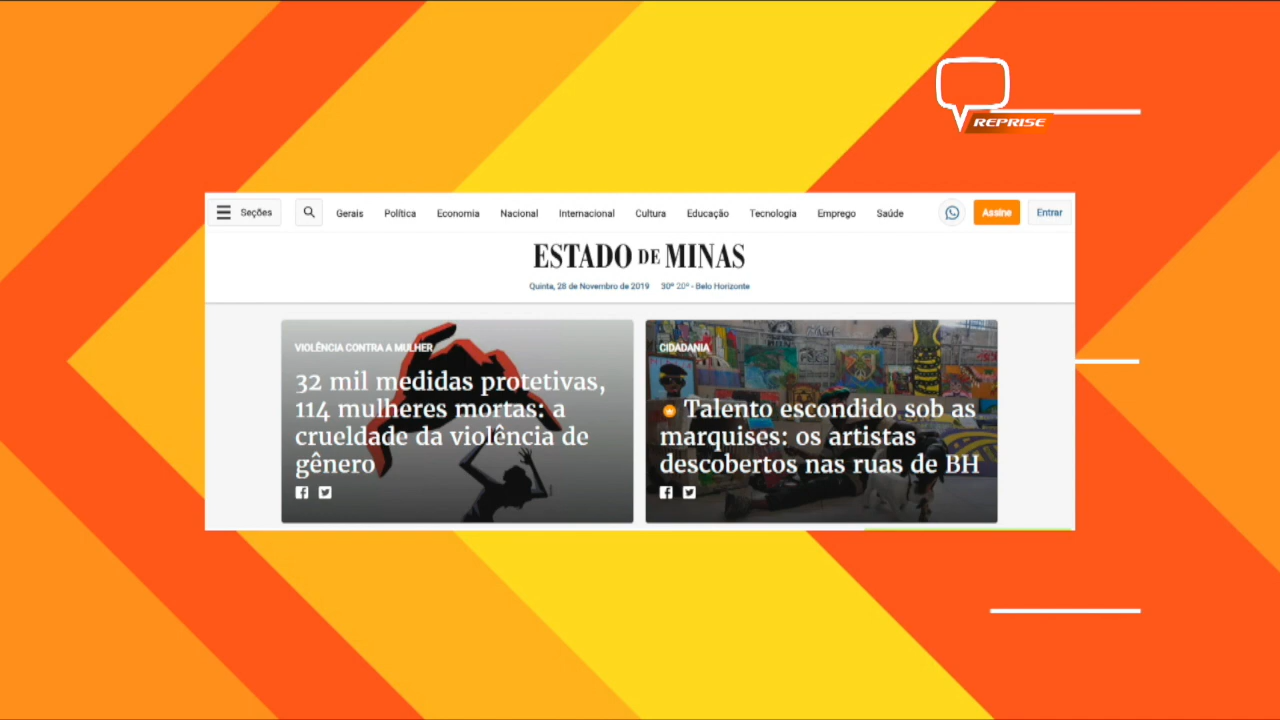 REPRISE
Seções Gerais Política Economia Nacional Internacional Cultura Educação Tecnologia Emprego Saúde Assine Entrar
ESTADO DE MINAS
Quinta, 28 de Novembro de 2019 30º 20º - Belo Horizonte
VIOLÊNCIA CONTRA A MULHER
32 mil medidas protetivas,
114 mulheres mortas: a
crueldade da violência de
gênero
CIDADANIA
Talento escondido sob as
marquises: os artistas
descobertos nas ruas de BH